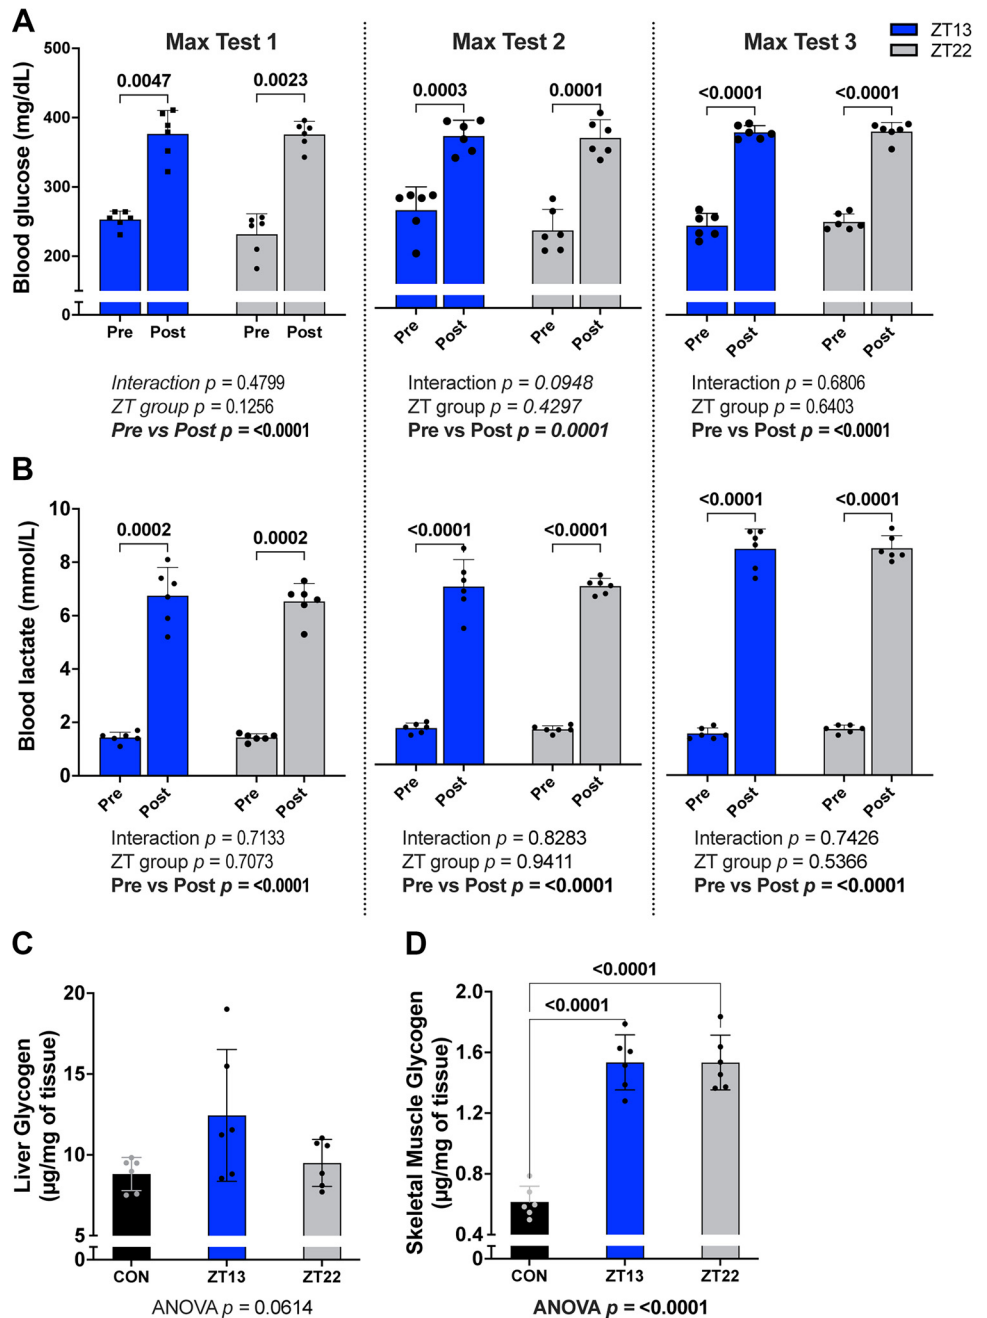 A
Max Test 1
Max Test 2
Max Test 3
ZT13
ZT22
Blood glucose (mg/dL)
500
400
300
200
0
0.0047
0.0023
0.0003
0.0001
<0.0001
<0.0001
Pre
Post
Pre
Post
Pre
Post
Pre
Post
Pre
Post
Pre
Post
Interaction p = 0.4799
ZT group p = 0.1256
Pre vs Post p = <0.0001
Interaction p = 0.0948
ZT group p = 0.4297
Pre vs Post p = 0.0001
Interaction p = 0.6806
ZT group p = 0.6403
Pre vs Post p = <0.0001
B
Blood lactate (mmol/L)
10
8
6
4
2
0
0.0002
0.0002
<0.0001
<0.0001
<0.0001
<0.0001
Pre
Post
Pre
Post
Pre
Post
Pre
Post
Pre
Post
Pre
Post
Interaction p = 0.7133
ZT group p = 0.7073
Pre vs Post p = <0.0001
Interaction p = 0.8283
ZT group p = 0.9411
Pre vs Post p = <0.0001
Interaction p = 0.7426
ZT group p = 0.5366
Pre vs Post p = <0.0001
C
Liver Glycogen
(µg/mg of tissue)
20
15
10
5
0
CON
ZT13
ZT22
ANOVA p = 0.0614
D
Skeletal Muscle Glycogen
(µg/mg of tissue)
2.0
1.6
1.2
0.8
0.4
0
<0.0001
<0.0001
CON
ZT13
ZT22
ANOVA p = <0.0001